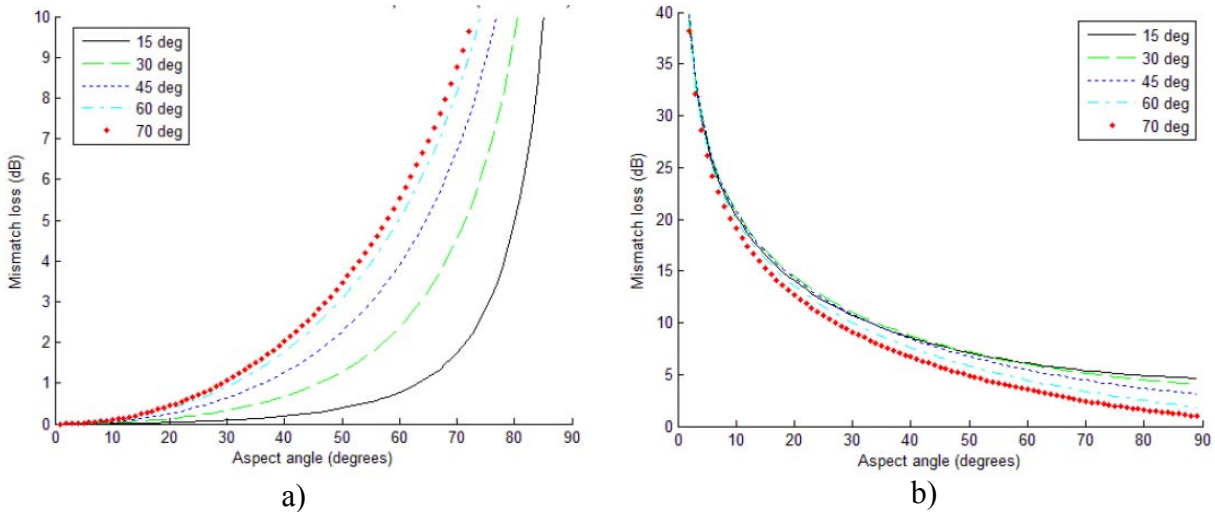 10
9
8
7
6
5
4
3
2
1
0
Mismatch loss (dB)
15 deg
30 deg
45 deg
60 deg
70 deg
0 10 20 30 40 50 60 70 80 90
Aspect angle (degrees)
a)
40
35
30
25
20
15
10
5
0
Mismatch loss (dB)
15 deg
30 deg
45 deg
60 deg
70 deg
0 10 20 30 40 50 60 70 80 90
Aspect angle (degrees)
b)